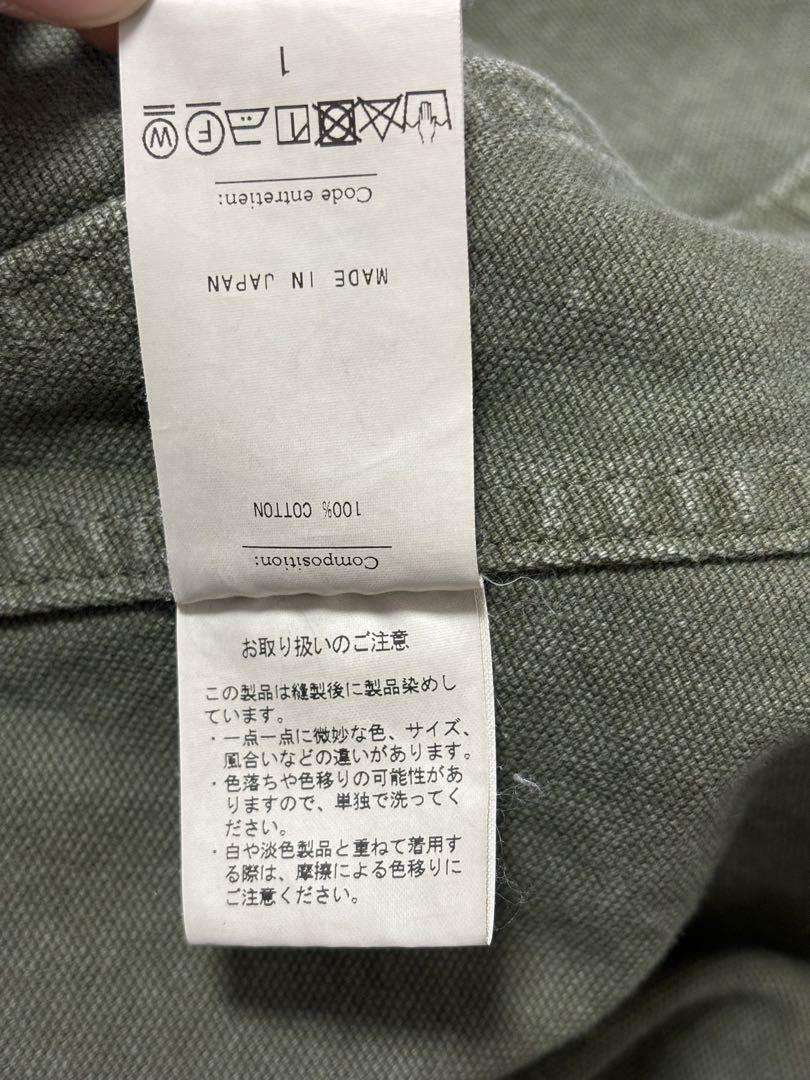 1
W F
Code entretien:
MADE IN JAPAN
100% COTTON
Composition:
お取り扱いのご注意
この製品は縫製後に製品染めし
ています。
・一点一点に微妙な色、サイズ、
風合いなどの違いがあります。
・色落ちや色移りの可能性があ
りますので、単独で洗ってく
ださい。
・白や淡色製品と重ねて着用す
る際は、摩擦による色移りに
ご注意ください。